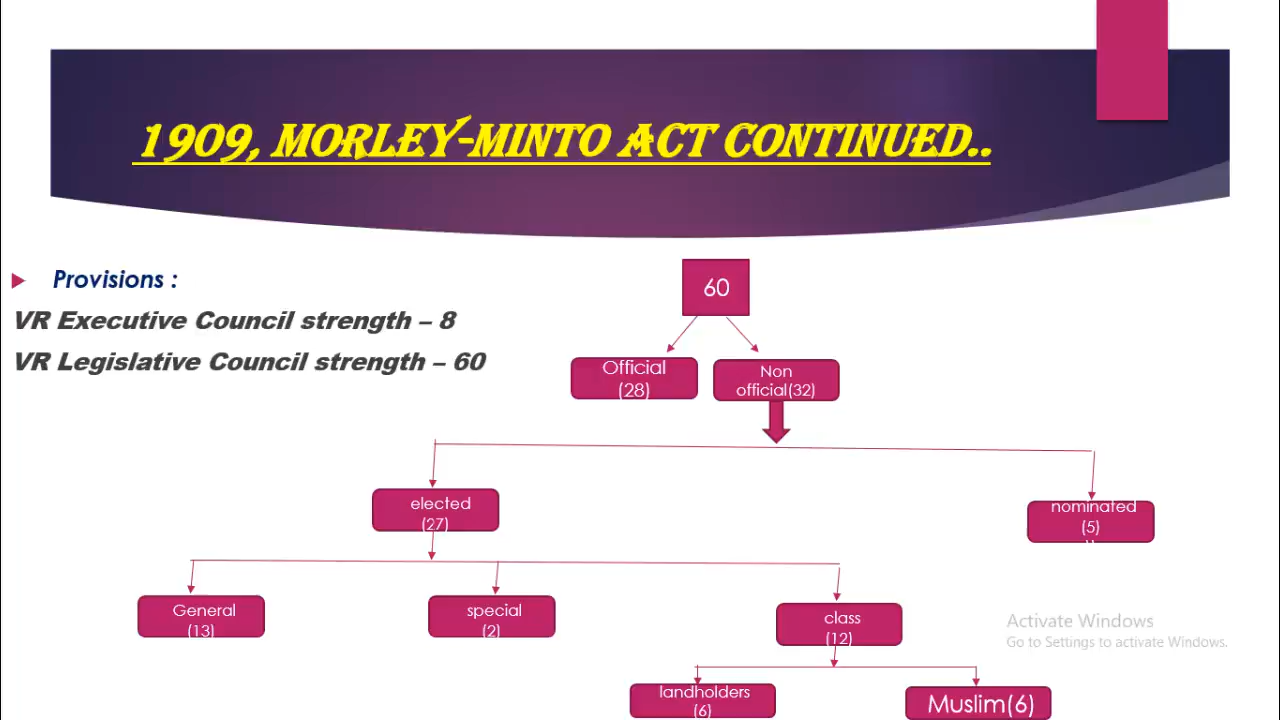 1909, MORLEY-MINTO ACT CONTINUED..
Provisions :
VR Executive Council strength – 8
VR Legislative Council strength – 60
60
Official
(28)
Non
official(32)
elected
(27)
nominated
(5)
General
(13)
special
(2)
class
(12)
landholders
(6)
Muslim(6)
Activate Windows
Go to Settings to activate Windows.